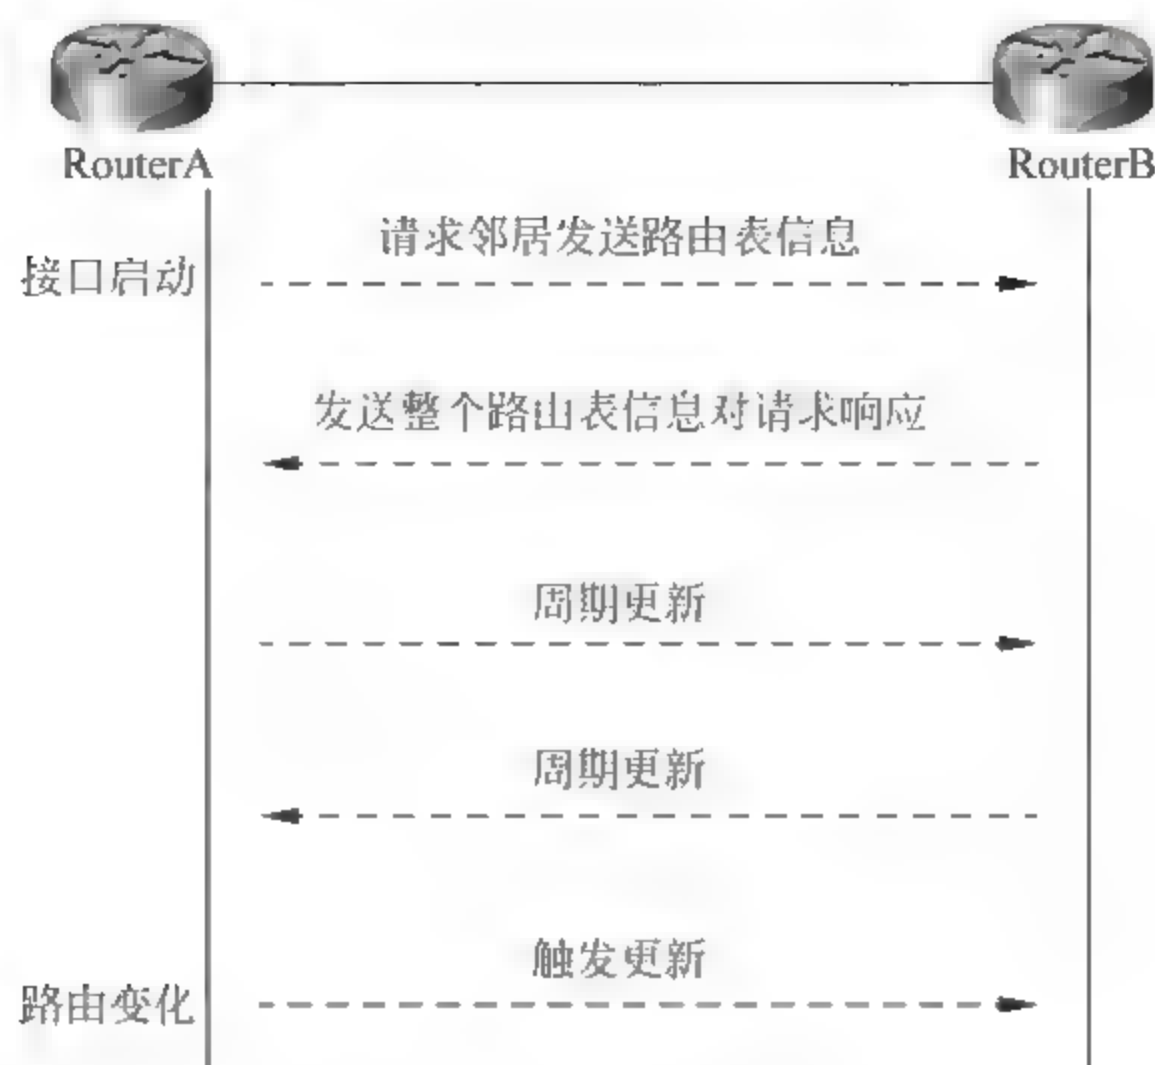 RouterA
RouterB
请求邻居发送路由表信息
接口启动
发送整个路由表信息对请求响应
周期更新
周期更新
触发更新
路由变化